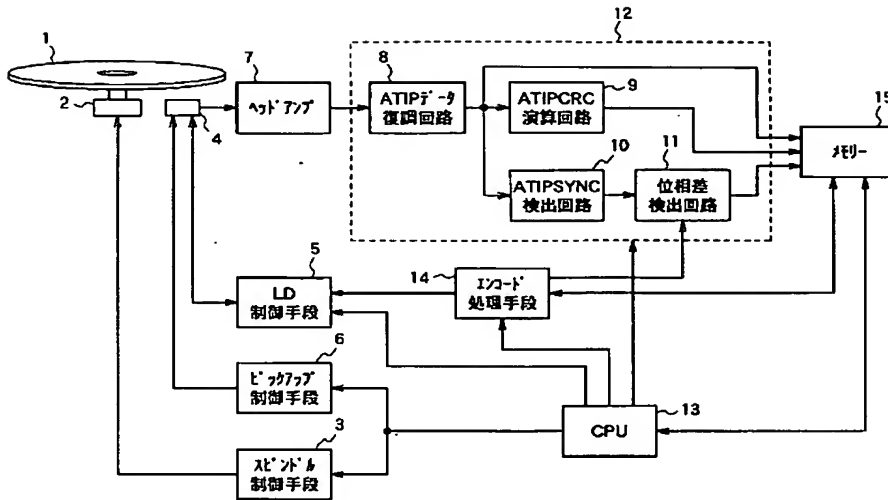 12
1
7
8
9
15
2
4
ヘッドアンプ
ATIPデータ
復調回路
ATIPCRC
演算回路
10
11
メモリー
ATIPSYNC
検出回路
位相差
検出回路
5
14
LD
制御手段
エンコード
処理手段
6
ピックアップ
制御手段
13
CPU
3
スピンドル
制御手段